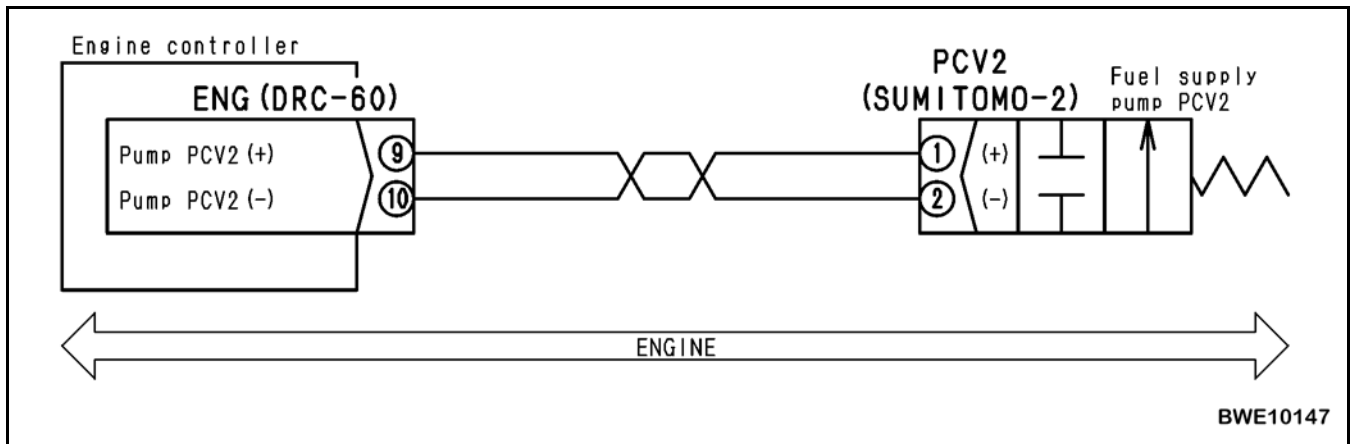 Engine controller
ENG (DRC-60)
Pump PCV2 (+)
Pump PCV2 (-)
9
10
PCV2
(SUMITOMO-2)
Fuel supply
pump PCV2
1
(+)
2
(-)
ENGINE
BWE10147